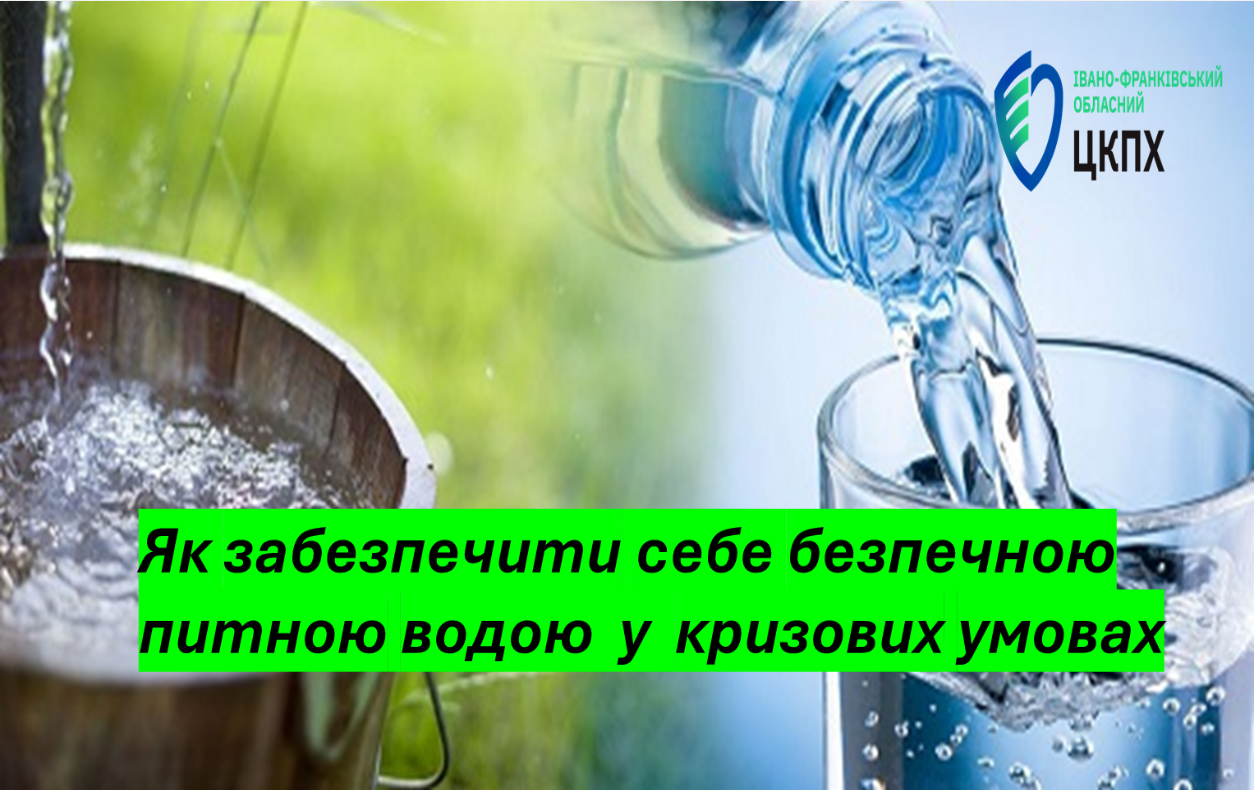 ІВАНО-ФРАНКІВСЬКИЙ
ОБЛАСНИЙ
ЦКПХ
Як забезпечити себе безпечною
питною водою у кризових умовах